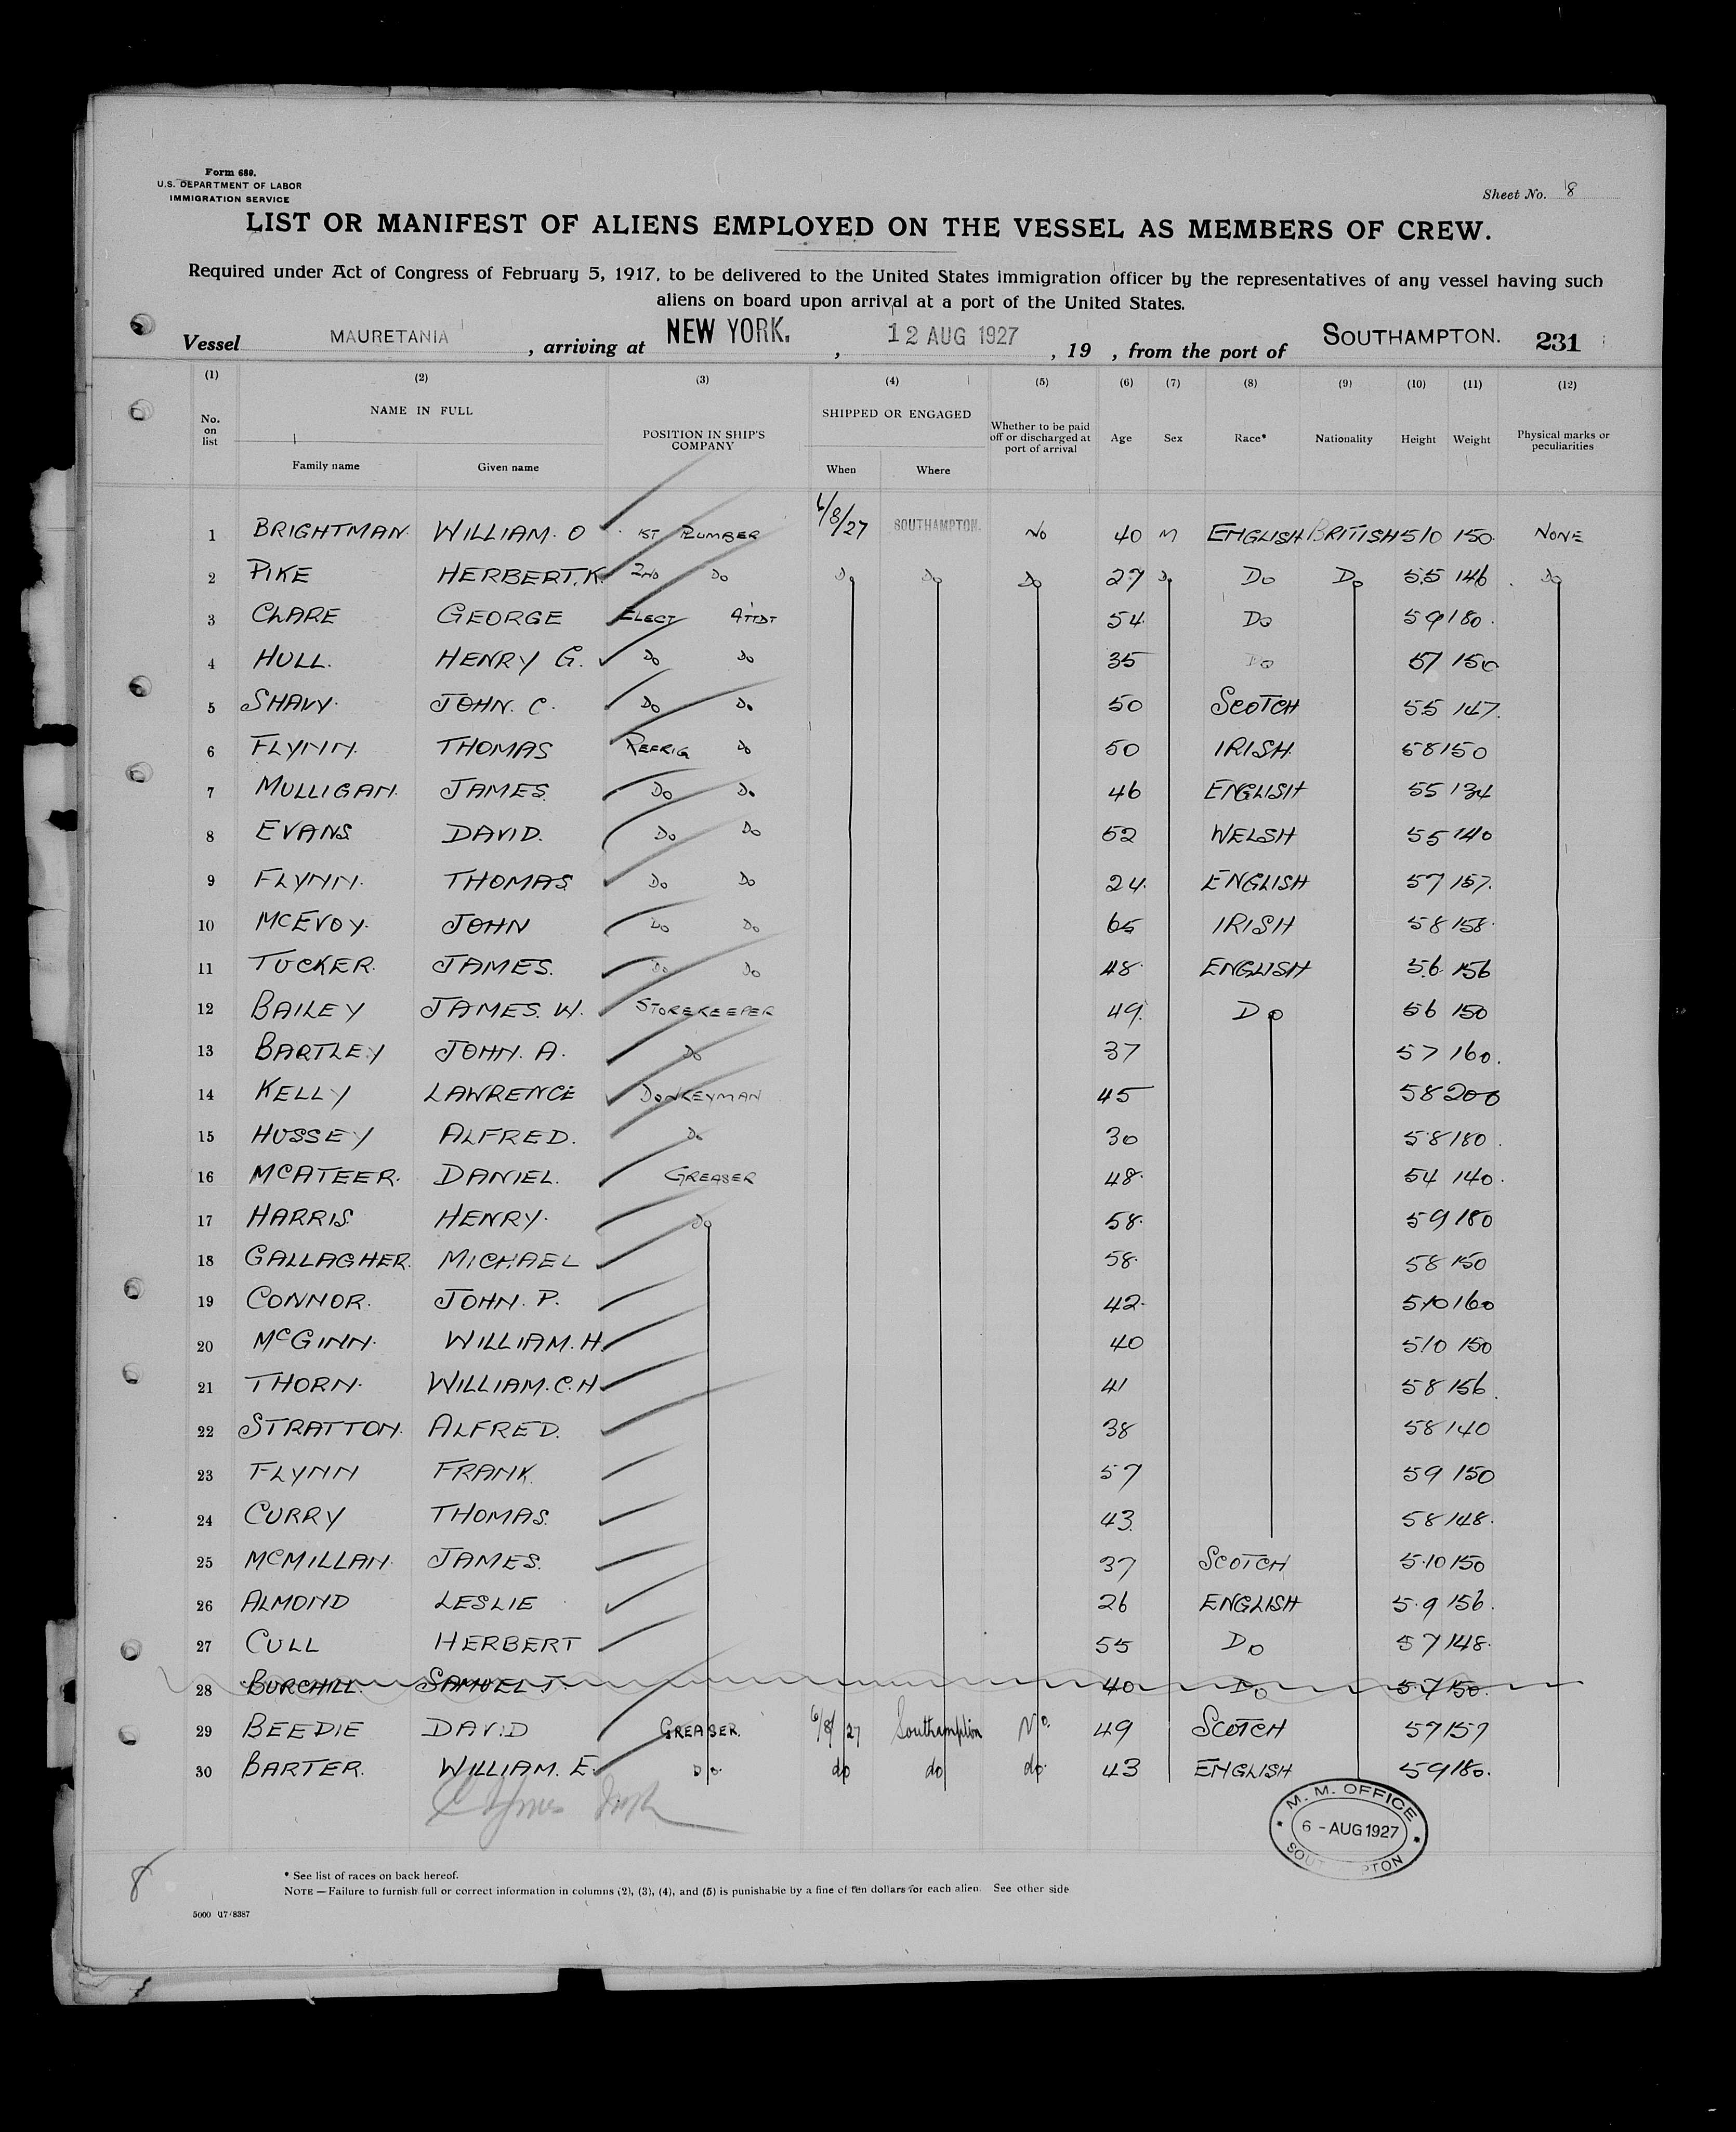 Form 689.
U.S. DEPARTMENT OF LABOR
IMMIGRATION SERVICE
Sheet No. 8
LIST OR MANIFEST OF ALIENS EMPLOYED ON THE VESSEL AS MEMBERS OF CREW.
Required under Act of Congress of February 5, 1917, to be delivered to the United States immigration officer by the representatives of any vessel having such
aliens on board upon arrival at a port of the United States.
Vessel MAURETANIA, arriving at NEW YORK., 12 AUG 1927, 19 , from the port of SOUTHAMPTON. 231
(1) (2) (3) (4) (5) (6) (7) (8) (9) (10) (11) (12)
No. on list NAME IN FULL POSITION IN SHIP'S COMPANY SHIPPED OR ENGAGED Whether to be paid off or discharged at port of arrival Age Sex Race* Nationality Height Weight Physical marks or peculiarities
Family name Given name When Where
1 BRIGHTMAN. WILLIAM. O 1ST PLUMBER 6/8/27 SOUTHAMPTON. NO 40 M ENGLISH BRITISH 510 150. NONE
2 PIKE HERBERT. K. 2ND DO DO DO DO 27 DO DO DO 5.5 146 DO
3 CLARE GEORGE ELECT ATTDT 54 DO 59 180.
4 HULL. HENRY G. DO DO 35 DO 57 150
5 SHAVY. JOHN. C. DO DO 50 SCOTCH 55 147.
6 FLYNN. THOMAS REFRIG DO 50 IRISH. 58 150
7 MULLIGAN. JAMES. DO DO 46 ENGLISH 55 134
8 EVANS DAVID. DO DO 52 WELSH 55 140
9 FLYNN. THOMAS DO DO 24. ENGLISH 57 157.
10 MCEVOY. JOHN DO DO 65 IRISH 58 158.
11 TUCKER. JAMES. DO DO 48. ENGLISH 5.6. 156
12 BAILEY JAMES. W. STOREKEEPER 49. DO 56 150
13 BARTLEY JOHN. A. DO 37 57 160.
14 KELLY LAWRENCE DONKEYMAN 45 58 200
15 HUSSEY ALFRED. DO 30 58 180.
16 MCATEER. DANIEL. GREASER 48. 54 140.
17 HARRIS HENRY. DO 58. 59 180
18 GALLAGHER. MICHAEL 58. 58 150
19 CONNOR. JOHN. P. 42. 510 160
20 MCGINN. WILLIAM. H. 40 510 150
21 THORN. WILLIAM. C. H 41 58 156.
22 STRATTON. ALFRED. 38 58 140
23 FLYNN FRANK. 57 59 150
24 CURRY THOMAS. 43. 58 148.
25 MCMILLAN. JAMES. 37 SCOTCH 5.10 150
26 ALMOND LESLIE 26 ENGLISH 5.9 156.
27 CULL HERBERT 55 DO 57 148.
28 BURCHILL. SAMUEL J. 40 DO 57 150.
29 BEEDIE DAVID GREASER. 6/8/27 Southampton No. 49 SCOTCH 57 157
30 BARTER. WILLIAM. E. DO. do do do. 43 ENGLISH 59 180.
M. M. OFFICE
6 - AUG 1927
8
* See list of races on back hereof.
NOTE — Failure to furnish full or correct information in columns (2), (3), (4), and (5) is punishable by a fine of ten dollars for each alien. See other side
5000